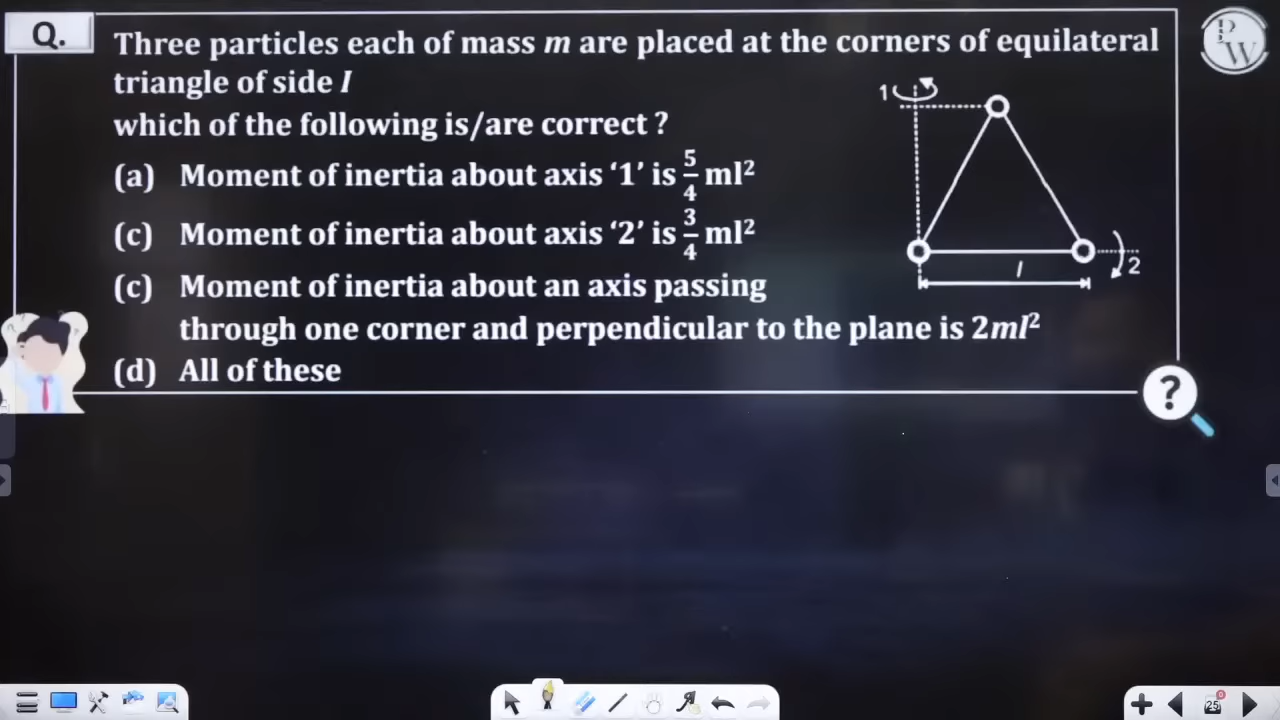 Q.
Three particles each of mass m are placed at the corners of equilateral
triangle of side l
which of the following is/are correct ?
(a) Moment of inertia about axis ‘1’ is 5/4 ml²
(c) Moment of inertia about axis ‘2’ is 3/4 ml²
(c) Moment of inertia about an axis passing
through one corner and perpendicular to the plane is 2ml²
(d) All of these
1
l
2
PW
?
25
6